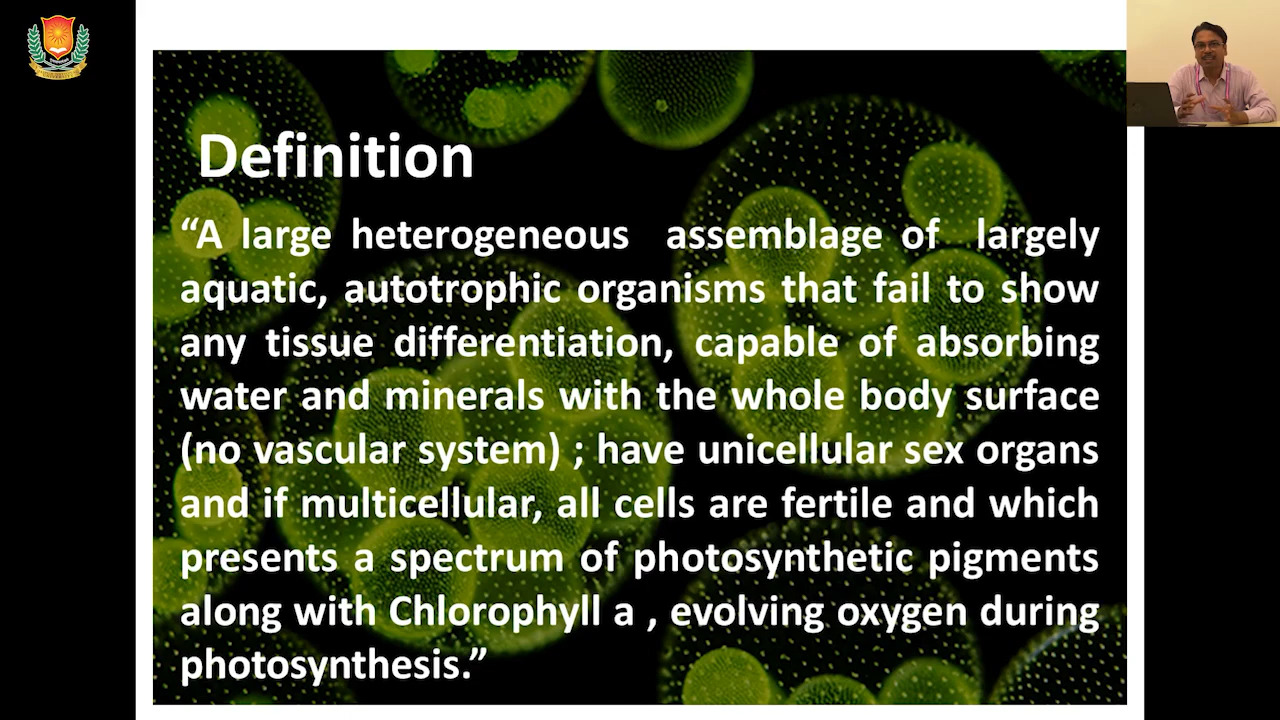 Definition
“A large heterogeneous assemblage of largely
aquatic, autotrophic organisms that fail to show
any tissue differentiation, capable of absorbing
water and minerals with the whole body surface
(no vascular system) ; have unicellular sex organs
and if multicellular, all cells are fertile and which
presents a spectrum of photosynthetic pigments
along with Chlorophyll a , evolving oxygen during
photosynthesis.”